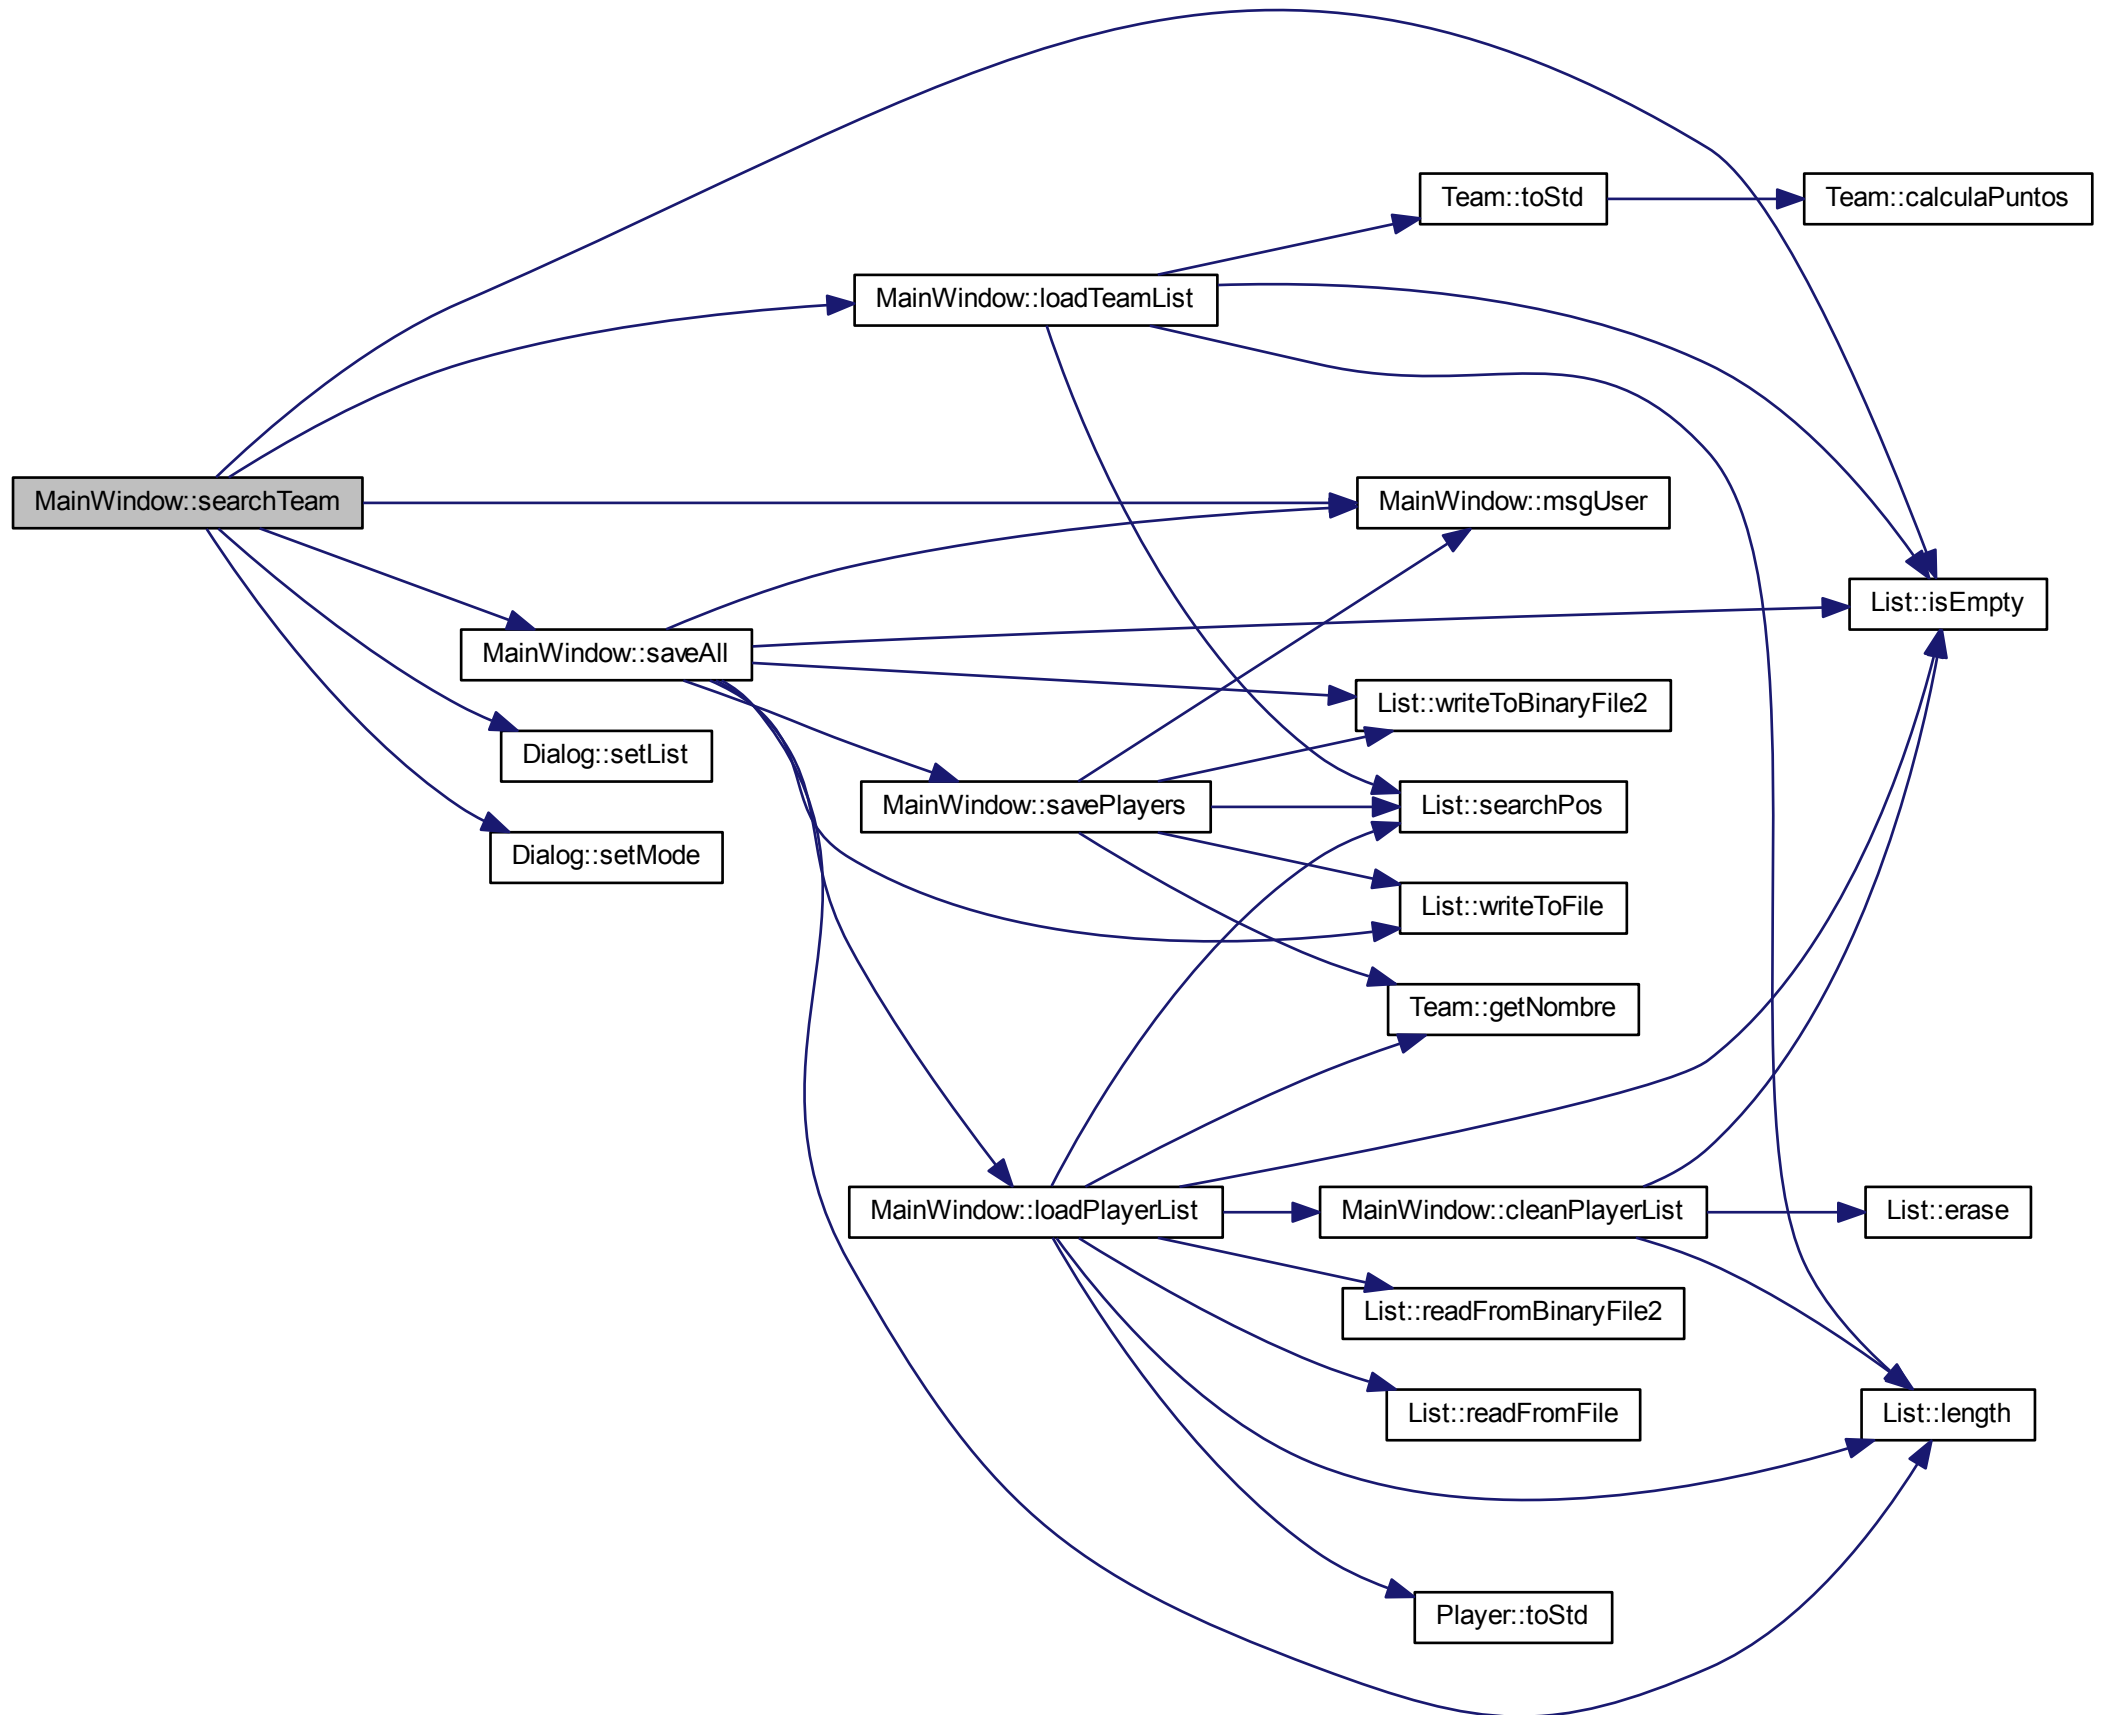 Team::toStd
Team::calculaPuntos
MainWindow::loadTeamList
MainWindow::searchTeam
MainWindow::msgUser
List::isEmpty
MainWindow::saveAll
List::writeToBinaryFile2
Dialog::setList
MainWindow::savePlayers
List::searchPos
Dialog::setMode
List::writeToFile
Team::getNombre
MainWindow::loadPlayerList
MainWindow::cleanPlayerList
List::erase
List::readFromBinaryFile2
List::readFromFile
List::length
Player::toStd